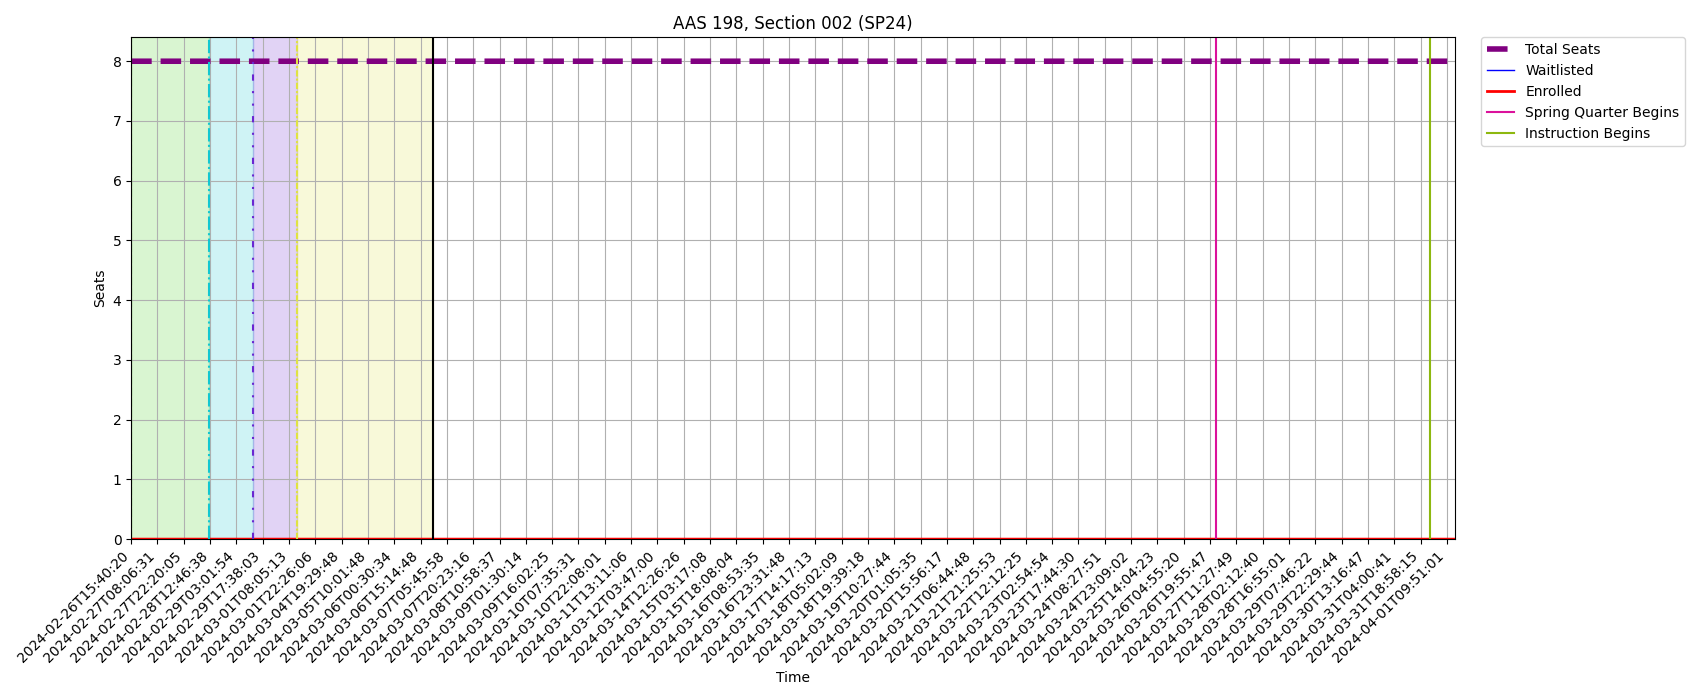 AAS 198, Section 002 (SP24)
Total Seats
Waitlisted
Enrolled
Spring Quarter Begins
Instruction Begins
8
7
6
5
4
3
2
1
0
Seats
2024-02-26T15:40:20
2024-02-27T08:06:31
2024-02-27T22:20:05
2024-02-28T12:46:38
2024-02-29T03:01:54
2024-02-29T17:38:03
2024-03-01T08:05:13
2024-03-01T22:26:06
2024-03-04T19:29:48
2024-03-05T10:01:48
2024-03-06T00:30:34
2024-03-06T15:14:48
2024-03-07T05:45:58
2024-03-07T20:23:16
2024-03-08T10:58:37
2024-03-09T01:30:14
2024-03-09T16:02:25
2024-03-10T07:35:31
2024-03-10T22:08:01
2024-03-11T13:11:06
2024-03-12T03:47:00
2024-03-14T12:26:26
2024-03-15T03:17:08
2024-03-15T18:08:04
2024-03-16T08:53:35
2024-03-16T23:31:48
2024-03-17T14:17:13
2024-03-18T05:02:09
2024-03-18T19:39:18
2024-03-19T10:27:44
2024-03-20T01:05:35
2024-03-20T15:56:17
2024-03-21T06:44:48
2024-03-21T21:25:53
2024-03-22T12:12:25
2024-03-23T02:54:54
2024-03-23T17:44:30
2024-03-24T08:27:51
2024-03-24T23:09:02
2024-03-25T14:04:23
2024-03-26T04:55:20
2024-03-26T19:55:47
2024-03-27T11:27:49
2024-03-28T02:12:40
2024-03-28T16:55:01
2024-03-29T07:46:22
2024-03-29T22:29:44
2024-03-30T13:16:47
2024-03-31T04:00:41
2024-03-31T18:58:15
2024-04-01T09:51:01
Time